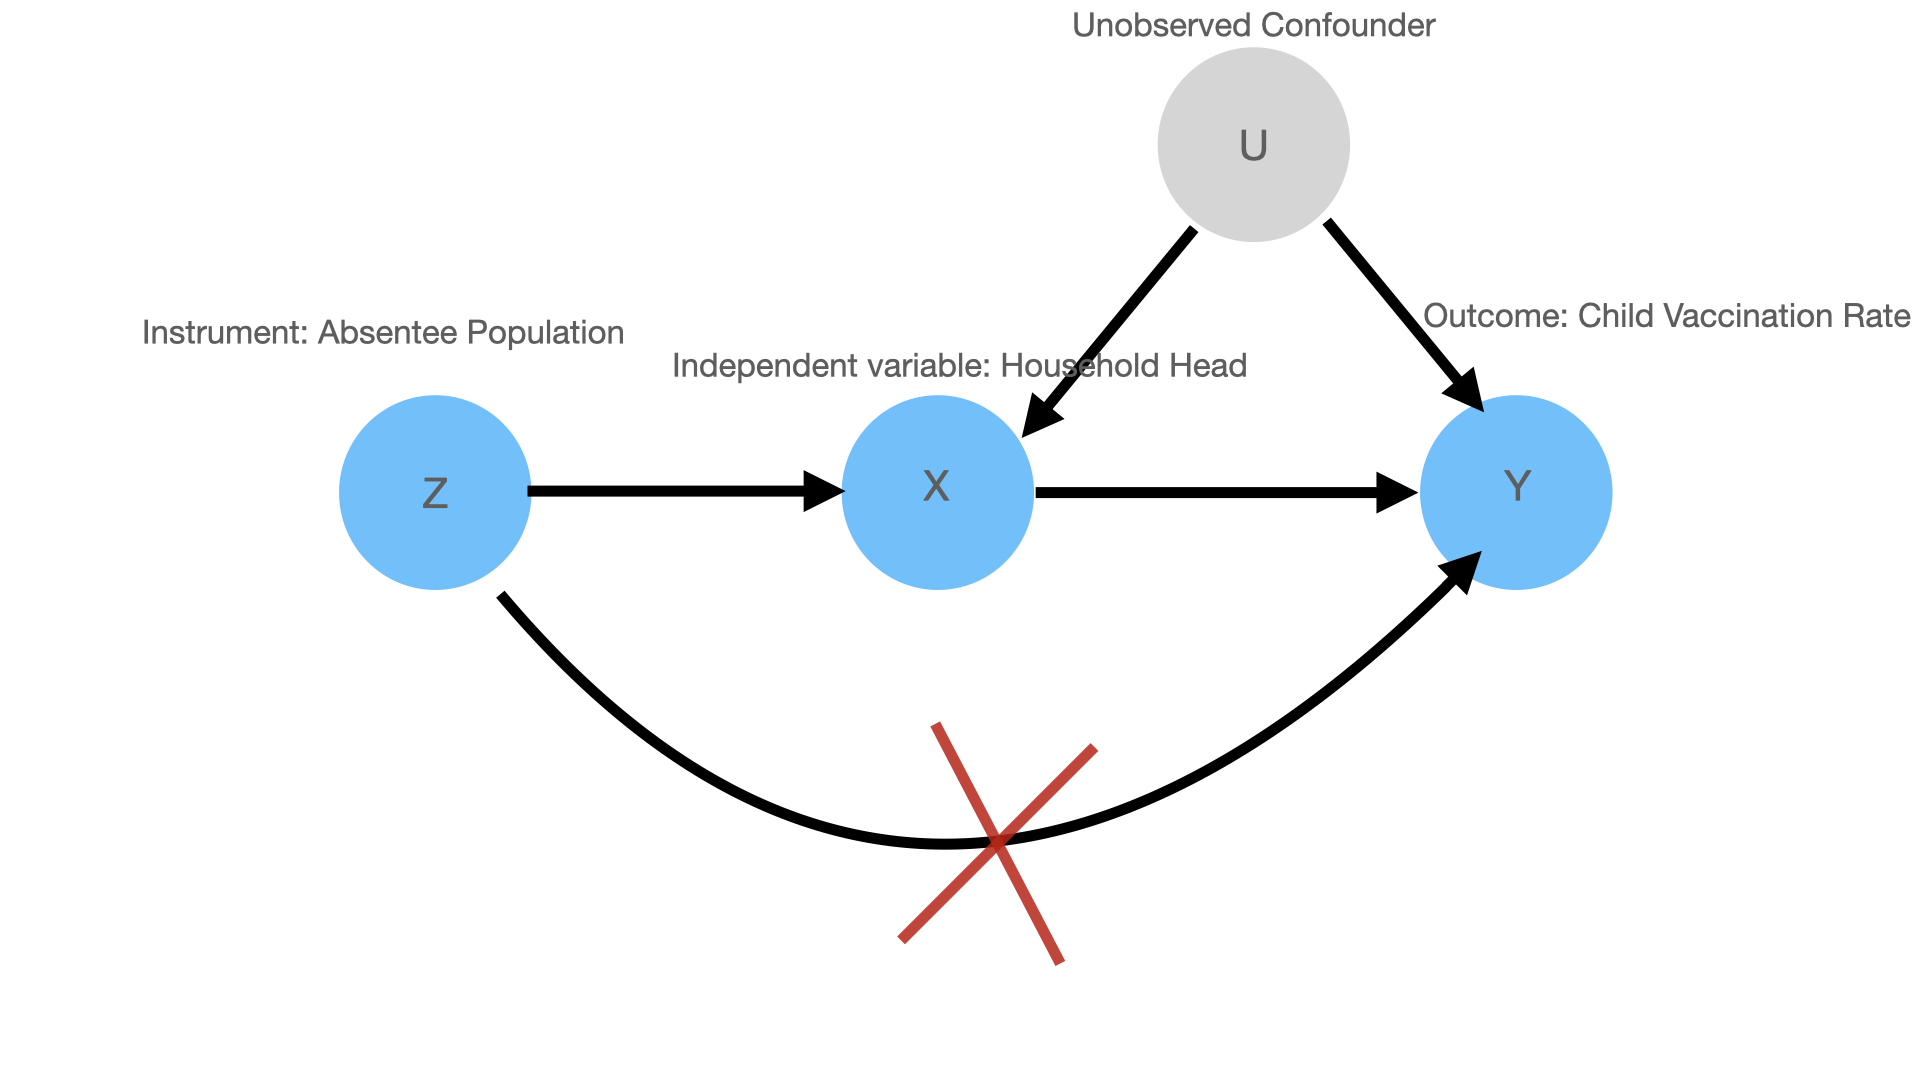 Unobserved Confounder
U
Outcome: Child Vaccination Rate
Instrument: Absentee Population
Independent variable: Household Head
Z
X
Y